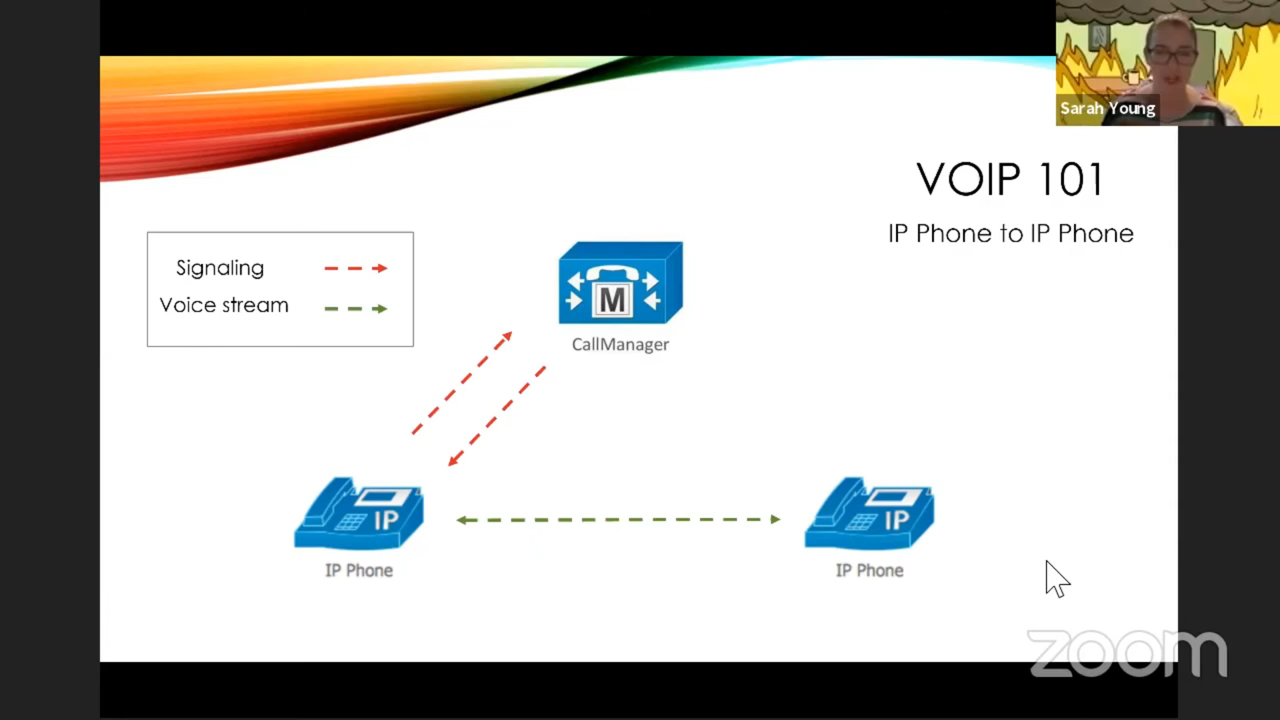 Sarah Young
VOIP 101
IP Phone to IP Phone
Signaling
Voice stream
M
CallManager
IP
IP Phone
IP
IP Phone
zoom